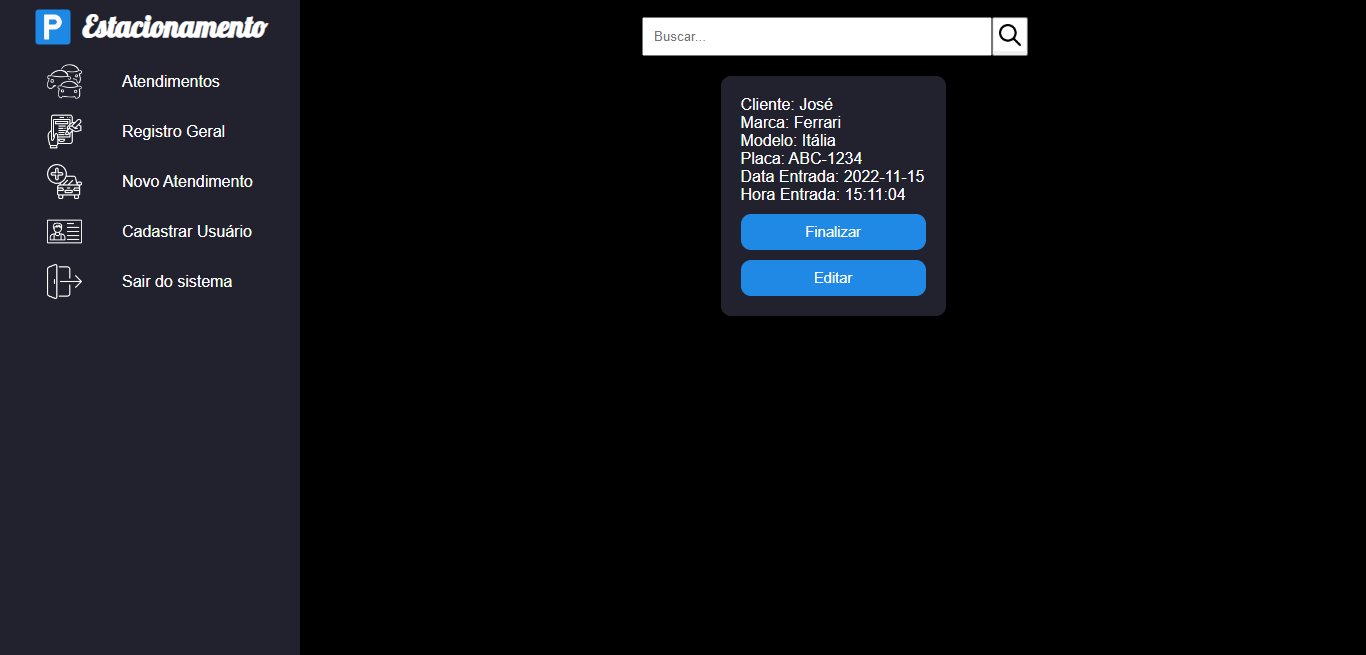 P Estacionamento
Atendimentos
Registro Geral
Novo Atendimento
Cadastrar Usuário
Sair do sistema
Buscar...
Cliente: José
Marca: Ferrari
Modelo: Itália
Placa: ABC-1234
Data Entrada: 2022-11-15
Hora Entrada: 15:11:04
Finalizar
Editar